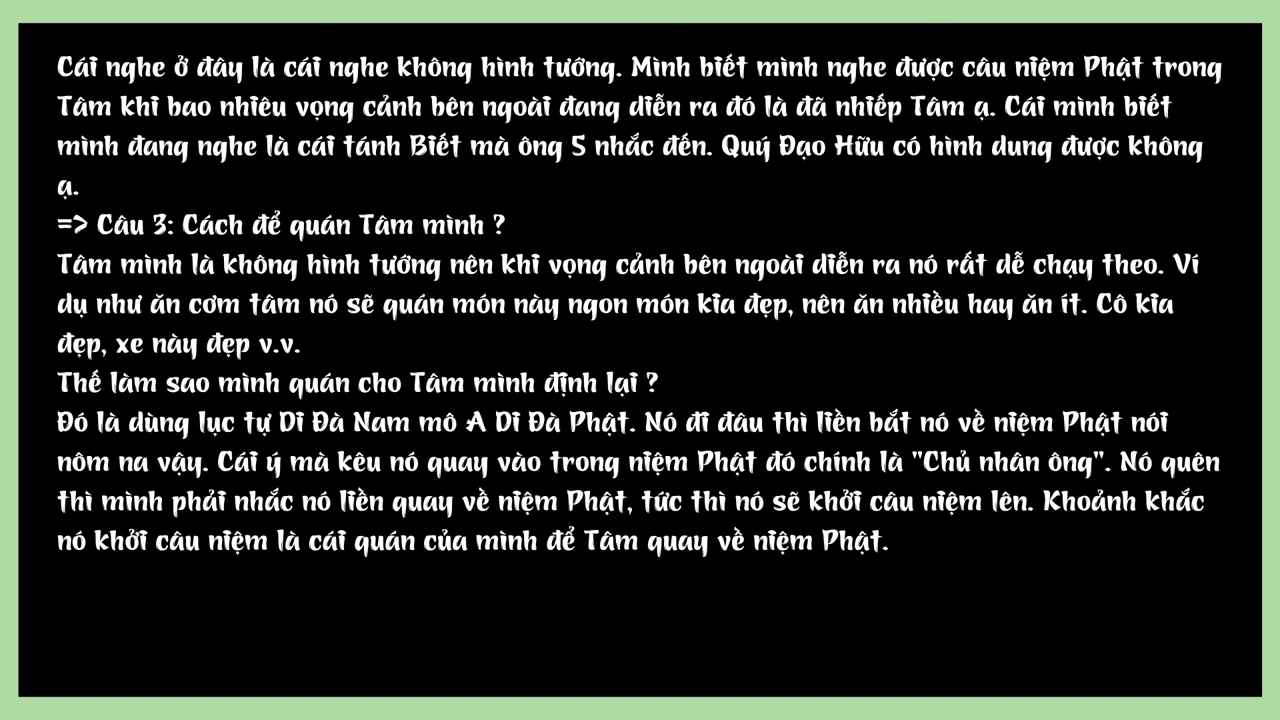 Cái nghe ở đây là cái nghe không hình tướng. Mình biết mình nghe được câu niệm Phật trong
Tâm khi bao nhiêu vọng cảnh bên ngoài đang diễn ra đó là đã nhiếp Tâm ạ. Cái mình biết
mình đang nghe là cái tánh Biết mà ông 5 nhắc đến. Quý Đạo Hữu có hình dung được không
ạ.
=> Câu 3: Cách để quán Tâm mình ?
Tâm mình là không hình tướng nên khi vọng cảnh bên ngoài diễn ra nó rất dễ chạy theo. Ví
dụ như ăn cơm tâm nó sẽ quán món này ngon món kia đẹp, nên ăn nhiều hay ăn ít. Cô kia
đẹp, xe này đẹp v.v.
Thế làm sao mình quán cho Tâm mình định lại ?
Đó là dùng lục tự Di Đà Nam mô A Di Đà Phật. Nó đi đâu thì liền bắt nó về niệm Phật nói
nôm na vậy. Cái ý mà kêu nó quay vào trong niệm Phật đó chính là "Chủ nhân ông". Nó quên
thì mình phải nhắc nó liền quay về niệm Phật, tức thì nó sẽ khởi câu niệm lên. Khoảnh khắc
nó khởi câu niệm là cái quán của mình để Tâm quay về niệm Phật.